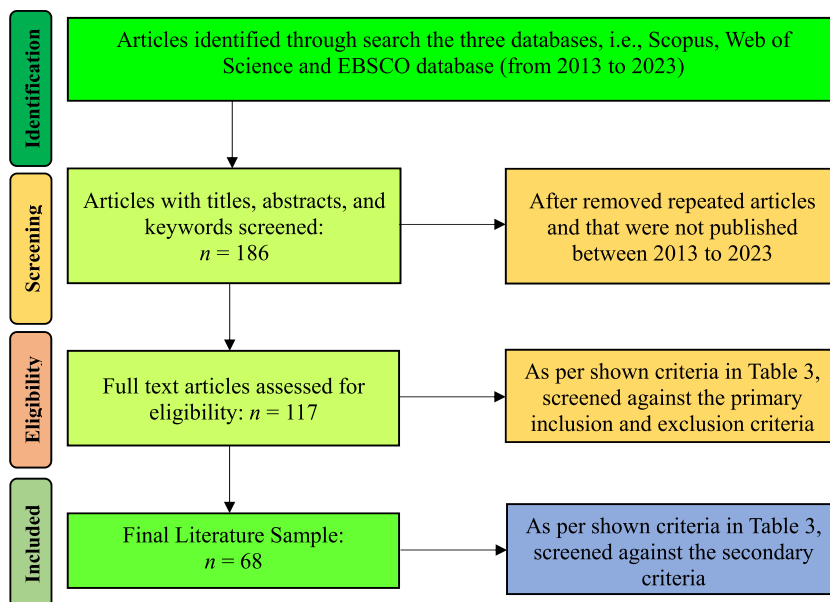 Identification
Articles identified through search the three databases, i.e., Scopus, Web of
Science and EBSCO database (from 2013 to 2023)
Screening
Articles with titles, abstracts, and
keywords screened:
n = 186
After removed repeated articles
and that were not published
between 2013 to 2023
Eligibility
Full text articles assessed for
eligibility: n = 117
As per shown criteria in Table 3,
screened against the primary
inclusion and exclusion criteria
Included
Final Literature Sample:
n = 68
As per shown criteria in Table 3,
screened against the secondary
criteria